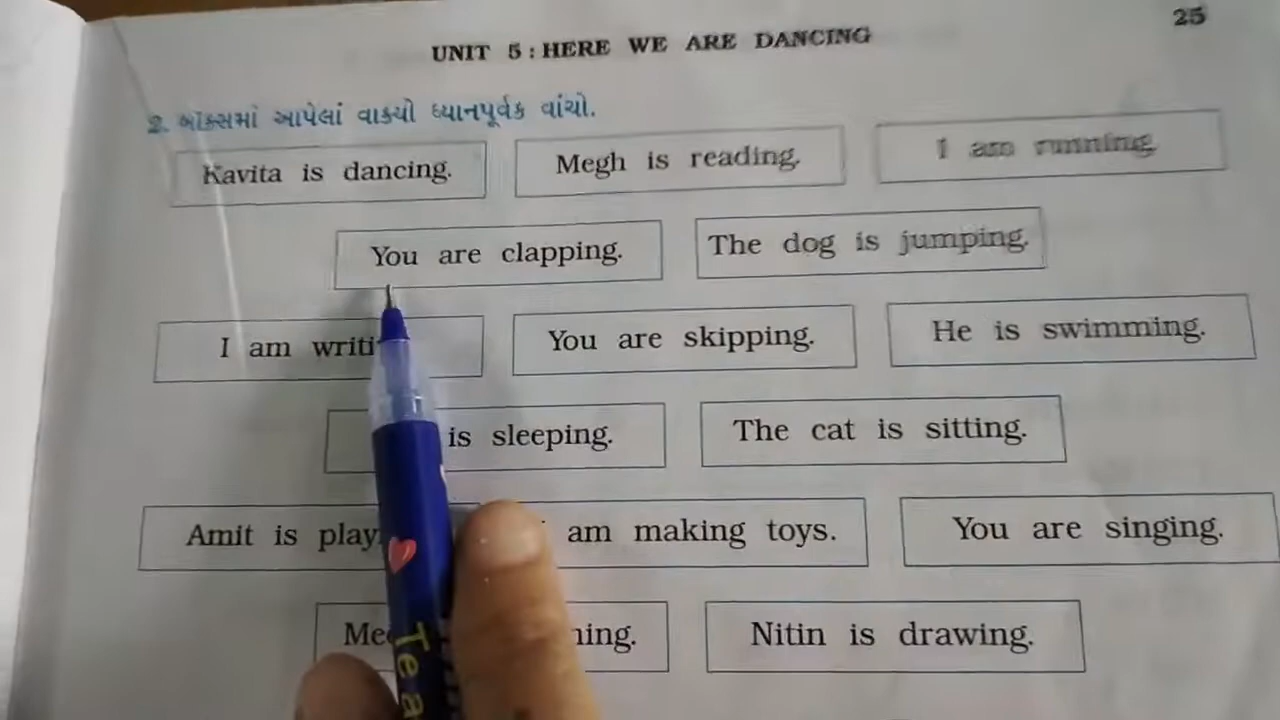 25
UNIT 5 : HERE WE ARE DANCING
2. બૉક્સમાં આપેલાં વાક્યો ધ્યાનપૂર્વક વાંચો.
Kavita is dancing. Megh is reading. I am running.
You are clapping. The dog is jumping.
I am You are skipping. He is swimming.
is sleeping. The cat is sitting.
Amit is am making toys. You are singing.
Nitin is drawing.
Tea